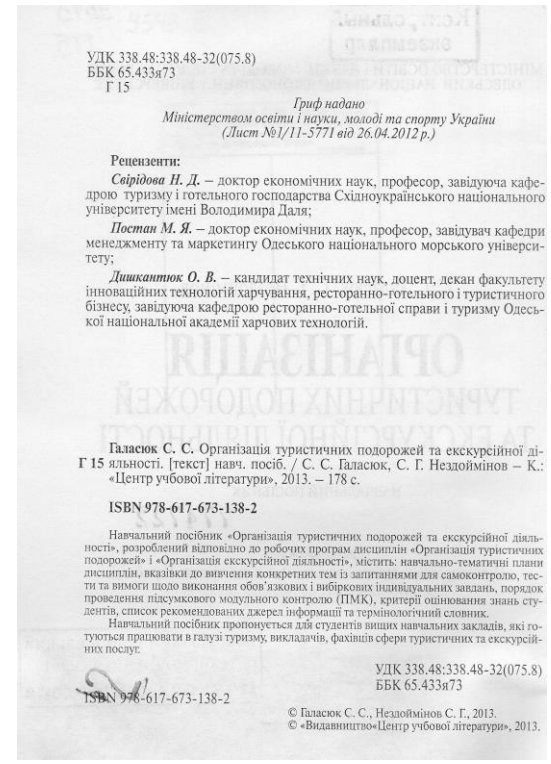 УДК 338.48:338.48-32(075.8)
ББК 65.433я73
Г 15
Гриф надано
Міністерством освіти і науки, молоді та спорту України
(Лист №1/11-5771 від 26.04.2012 р.)
Рецензенти:
Свірідова Н. Д. – доктор економічних наук, професор, завідуюча кафе-
дрою туризму і готельного господарства Східноукраїнського національного
університету імені Володимира Даля;
Постан М. Я. – доктор економічних наук, професор, завідувач кафедри
менеджменту та маркетингу Одеського національного морського універси-
тету;
Дишкантюк О. В. – кандидат технічних наук, доцент, декан факультету
інноваційних технологій харчування, ресторанно-готельного і туристичного
бізнесу, завідуюча кафедрою ресторанно-готельної справи і туризму Одесь-
кої національної академії харчових технологій.
Галасюк С. С. Організація туристичних подорожей та екскурсійної ді-
Г 15 яльності. [текст] навч. посіб. / С. С. Галасюк, С. Г. Нездоймінов – К.:
«Центр учбової літератури», 2013. – 178 с.
ISBN 978-617-673-138-2
Навчальний посібник «Організація туристичних подорожей та екскурсійної діяль-
ності», розроблений відповідно до робочих програм дисциплін «Організація туристичних
подорожей» і «Організація екскурсійної діяльності», містить: навчально-тематичні плани
дисциплін, вказівки до вивчення конкретних тем із запитаннями для самоконтролю, тес-
ти та вимоги щодо виконання обов'язкових і вибіркових індивідуальних завдань, порядок
проведення підсумкового модульного контролю (ПМК), критерії оцінювання знань сту-
дентів, список рекомендованих джерел інформації та термінологічний словник.
Навчальний посібник пропонується для студентів вищих навчальних закладів, які го-
туються працювати в галузі туризму, викладачів, фахівців сфери туристичних та екскурсій-
них послуг.
УДК 338.48:338.48-32(075.8)
ББК 65.433я73
ISBN 978-617-673-138-2
© Галасюк С. С., Нездоймінов С. Г., 2013.
© «Видавництво«Центр учбової літератури», 2013.